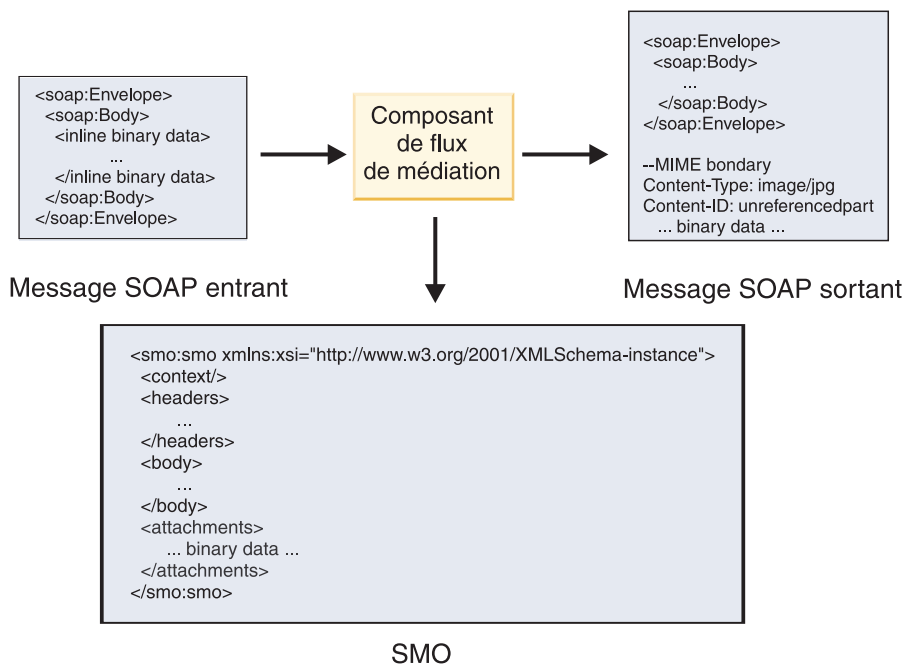 <soap:Envelope>
<soap:Body>
<inline binary data>
...
</inline binary data>
</soap:Body>
</soap:Envelope>
Message SOAP entrant
Composant
de flux
de médiation
<soap:Envelope>
<soap:Body>
...
</soap:Body>
</soap:Envelope>
--MIME bondary
Content-Type: image/jpg
Content-ID: unreferencedpart
... binary data ...
Message SOAP sortant
<smo:smo xmlns:xsi="http://www.w3.org/2001/XMLSchema-instance">
<context/>
<headers>
...
</headers>
<body>
...
</body>
<attachments>
... binary data ...
</attachments>
</smo:smo>
SMO